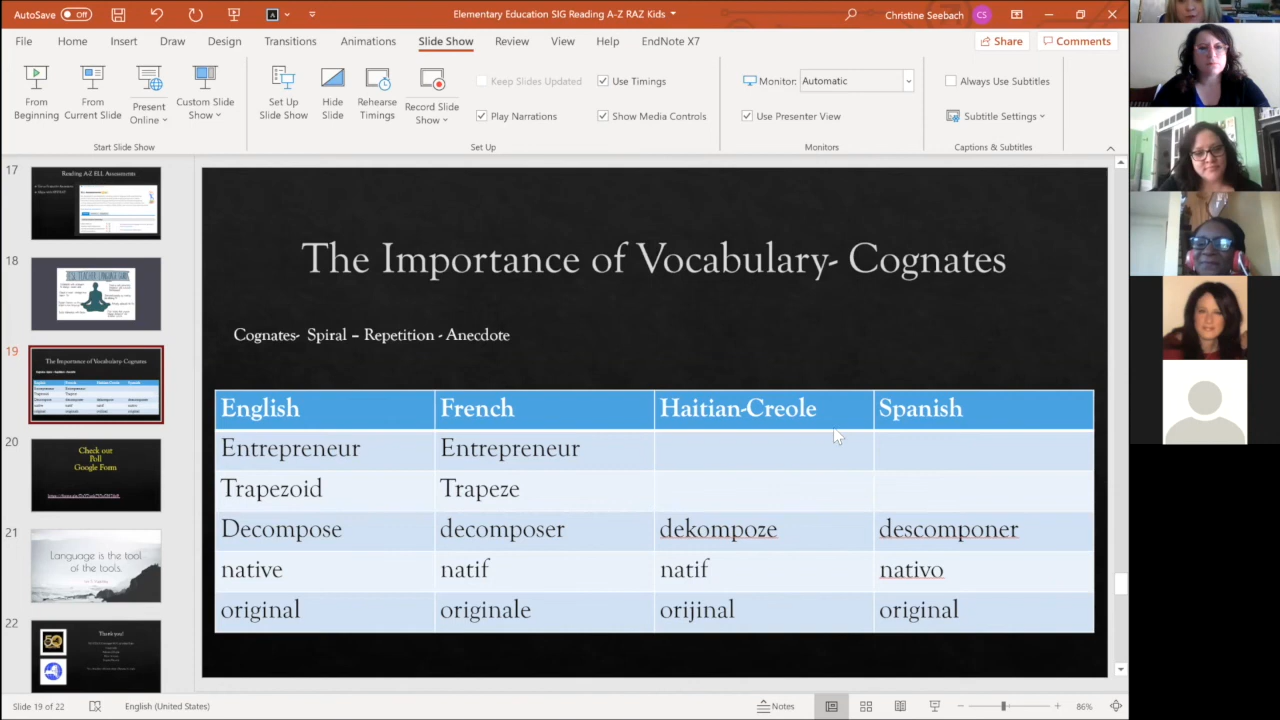 AutoSave Off
A
Elementary Education SIG Reading A-Z RAZ Kids
Christine Seebach CS
File Home Insert Draw Design Transitions Animations Slide Show Review View Help EndNote X7
Share Comments
From Beginning
From Current Slide
Present Online
Custom Slide Show
Set Up Slide Show
Hide Slide
Rehearse Timings
Record Slide Show
Keep Slides Updated
Use Timings
Play Narrations
Show Media Controls
Monitor: Automatic
Use Presenter View
Always Use Subtitles
Subtitle Settings
Start Slide Show
Set Up
Monitors
Captions & Subtitles
17
Reading A-Z ELL Assessments
18
19
The Importance of Vocabulary- Cognates
20
Check out
Poll
Google Form
21
Language is the tool
of the tools.
22
50
Thank you!
The Importance of Vocabulary- Cognates
Cognates- Spiral – Repetition - Anecdote
English French Haitian-Creole Spanish
Entrepreneur Entrepreneur
Trapezoid Trapeze
Decompose decomposer dekompoze descomponer
native natif natif nativo
original originale orijinal original
Slide 19 of 22
English (United States)
Notes
86%